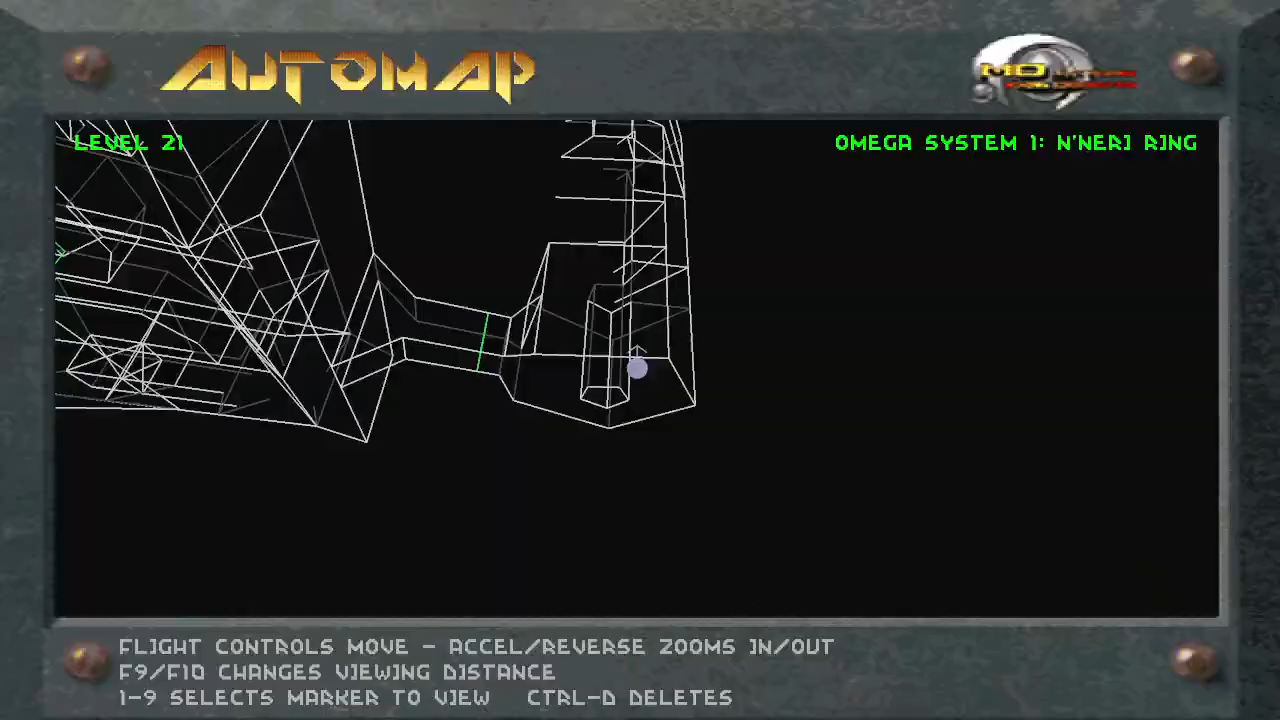 AUTOMAP
MD
LEVEL 21
OMEGA SYSTEM 1: N'NERI RING
FLIGHT CONTROLS MOVE - ACCEL/REVERSE ZOOMS IN/OUT
F9/F10 CHANGES VIEWING DISTANCE
1-9 SELECTS MARKER TO VIEW   CTRL-D DELETES